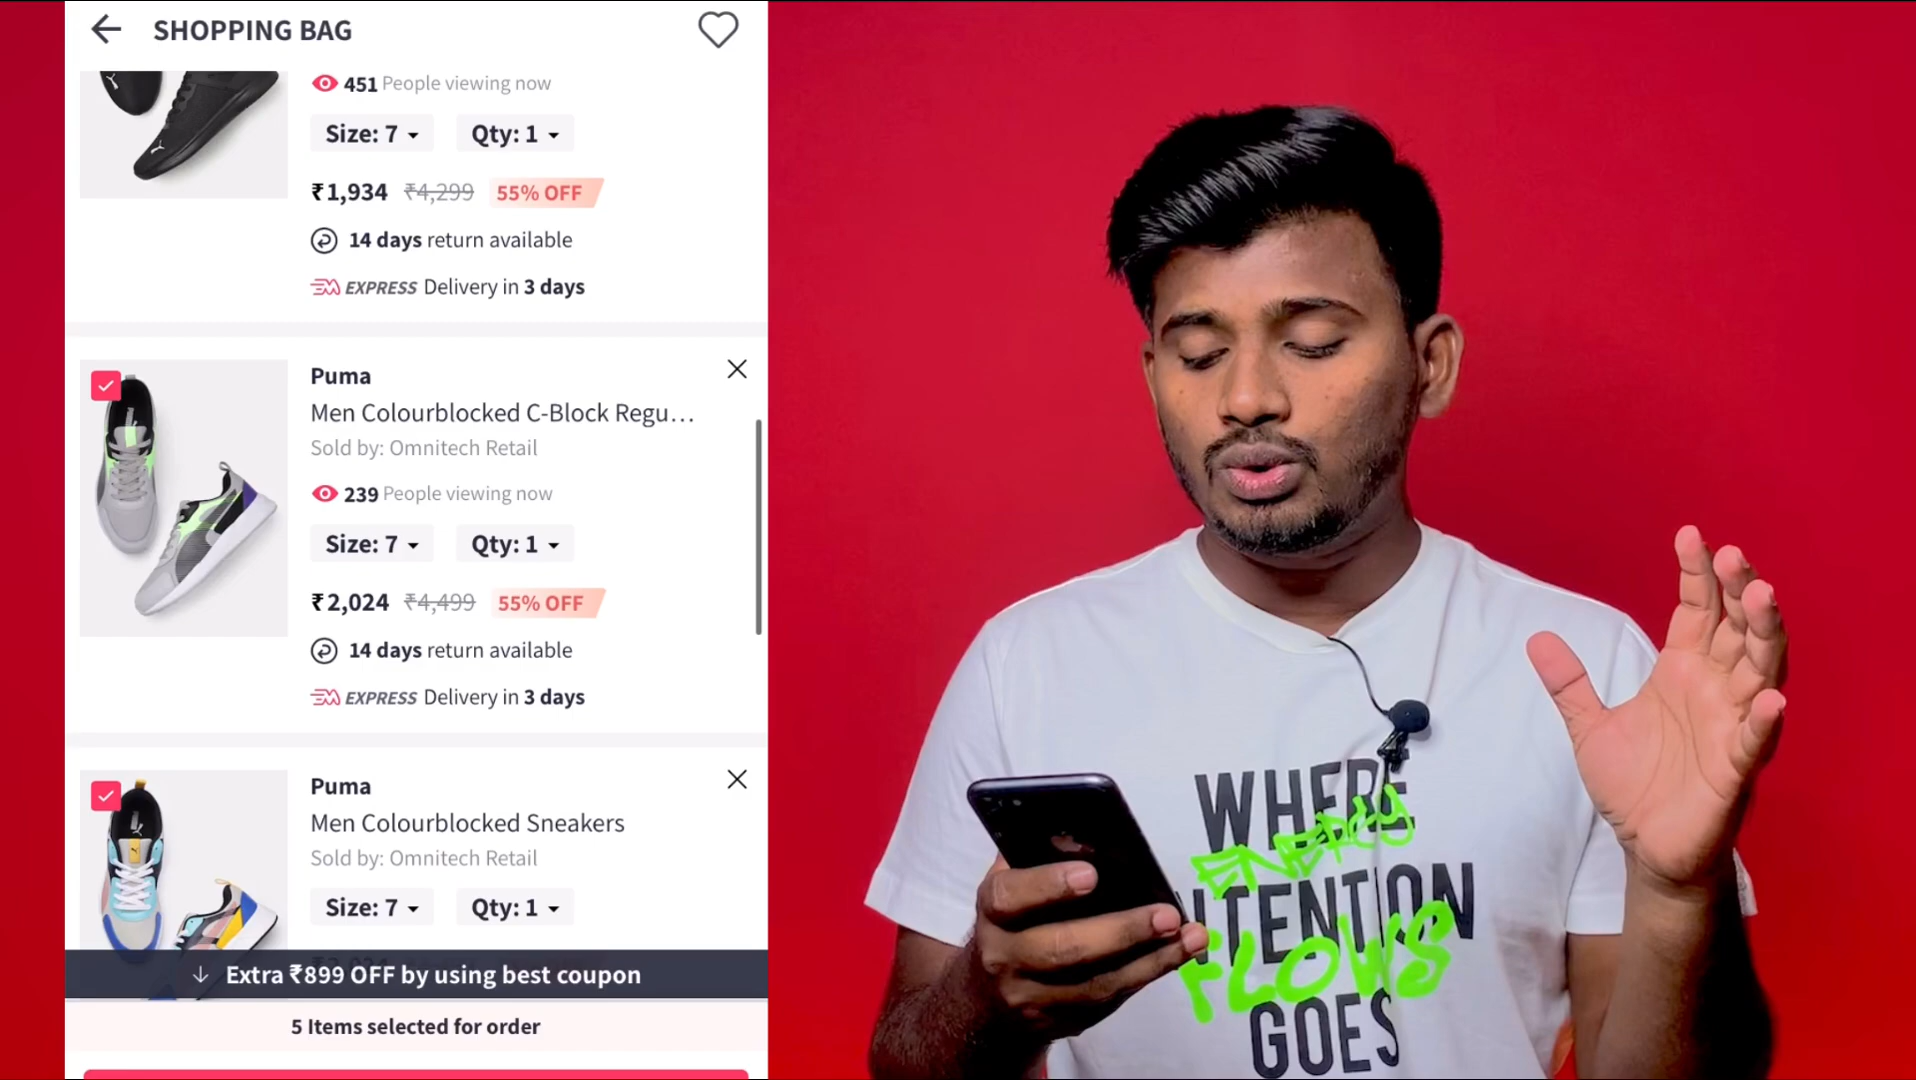 SHOPPING BAG
451 People viewing now
Size: 7 Qty: 1
₹1,934 ₹4,299 55% OFF
14 days return available
EXPRESS Delivery in 3 days
Puma
Men Colourblocked C-Block Regu...
Sold by: Omnitech Retail
239 People viewing now
Size: 7 Qty: 1
₹2,024 ₹4,499 55% OFF
14 days return available
EXPRESS Delivery in 3 days
Puma
Men Colourblocked Sneakers
Sold by: Omnitech Retail
Size: 7 Qty: 1
Extra ₹899 OFF by using best coupon
5 Items selected for order
WHERE
ENERGY
INTENTION
FLOWS
GOES